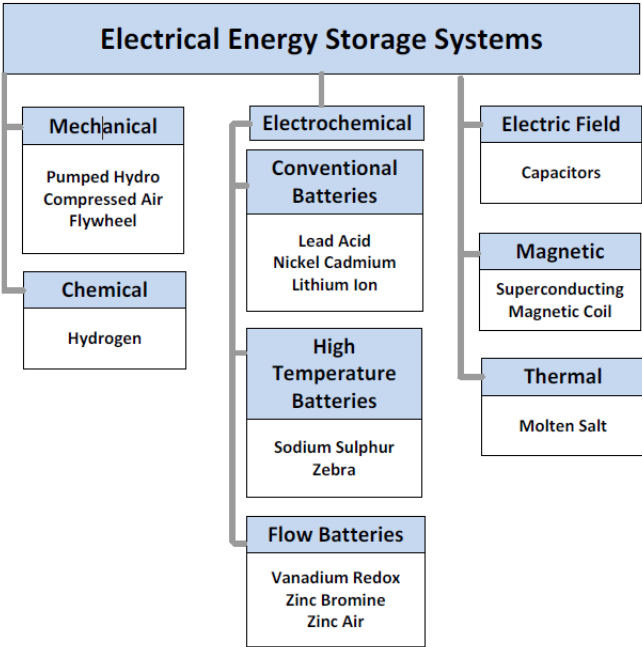 Electrical Energy Storage Systems
Mechanical
Pumped Hydro
Compressed Air
Flywheel
Chemical
Hydrogen
Electrochemical
Conventional
Batteries
Lead Acid
Nickel Cadmium
Lithium Ion
High
Temperature
Batteries
Sodium Sulphur
Zebra
Flow Batteries
Vanadium Redox
Zinc Bromine
Zinc Air
Electric Field
Capacitors
Magnetic
Superconducting
Magnetic Coil
Thermal
Molten Salt